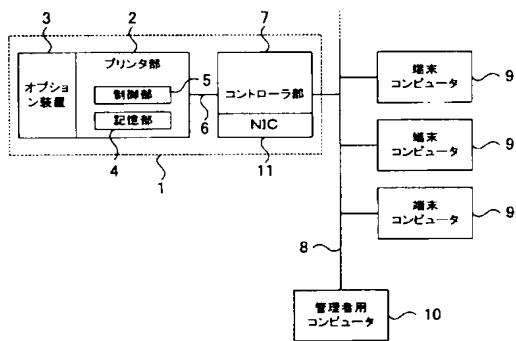 3
2
7
オプショ
ン装置
プリンタ部
制御部
記憶部
5
6
4
1
コントローラ部
NIC
11
端末
コンピュータ
9
端末
コンピュータ
9
端末
コンピュータ
9
8
管理者用
コンピュータ
10